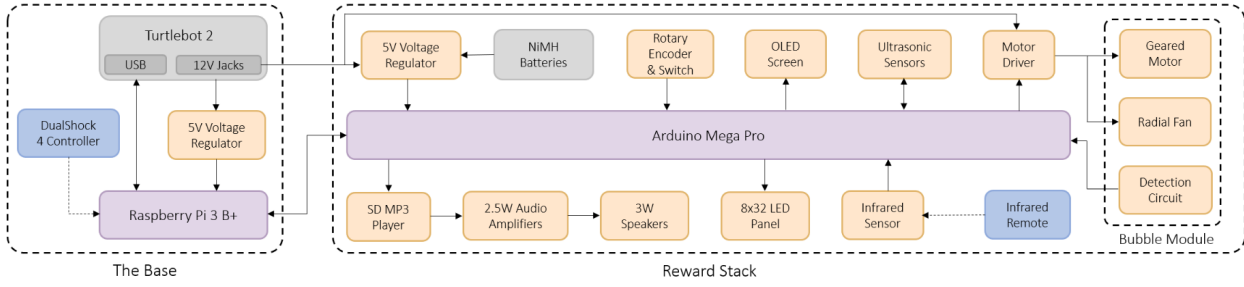 Turtlebot 2
USB
12V Jacks
DualShock
4 Controller
5V Voltage
Regulator
Raspberry Pi 3 B+
The Base
5V Voltage
Regulator
NiMH
Batteries
Rotary
Encoder
& Switch
OLED
Screen
Ultrasonic
Sensors
Motor
Driver
Geared
Motor
Arduino Mega Pro
Radial Fan
Detection
Circuit
SD MP3
Player
2.5W Audio
Amplifiers
3W
Speakers
8x32 LED
Panel
Infrared
Sensor
Infrared
Remote
Bubble Module
Reward Stack